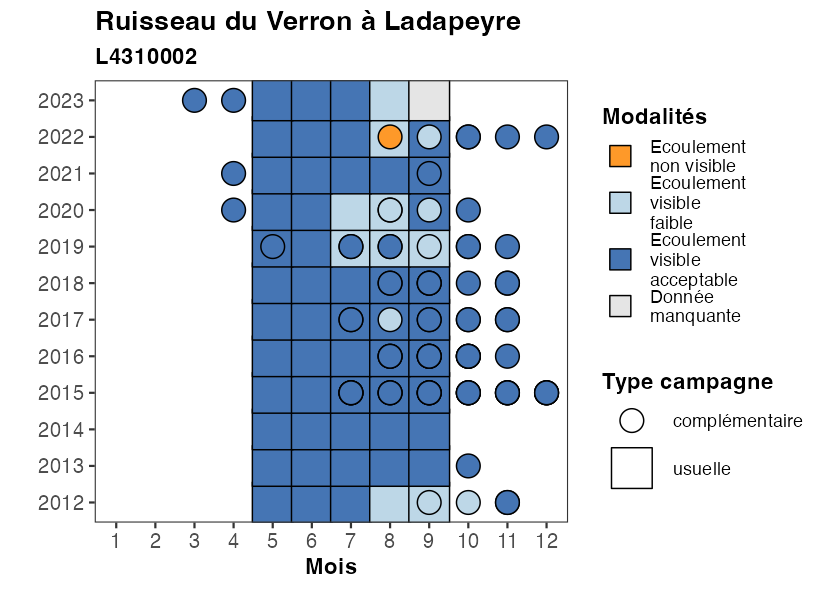 Ruisseau du Verron à Ladapeyre
L4310002
2023
2022
2021
2020
2019
2018
2017
2016
2015
2014
2013
2012
1 2 3 4 5 6 7 8 9 10 11 12
Mois
Modalités
Ecoulement
non visible
Ecoulement
visible
faible
Ecoulement
visible
acceptable
Donnée
manquante
Type campagne
complémentaire
usuelle